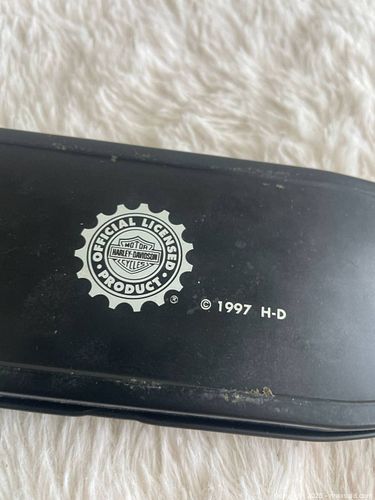 OFFICIAL LICENSED
MOTOR
HARLEY-DAVIDSON
CYCLES
PRODUCT
®
© 1997 H-D